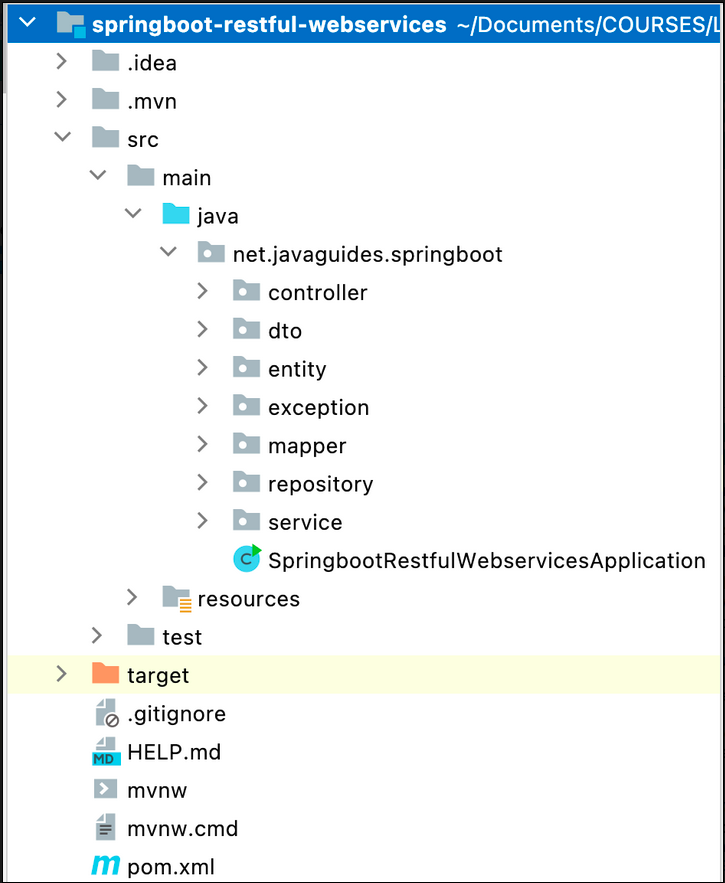 springboot-restful-webservices ~/Documents/COURSES/L
.idea
.mvn
src
main
java
net.javaguides.springboot
controller
dto
entity
exception
mapper
repository
service
C SpringbootRestfulWebservicesApplication
resources
test
target
.gitignore
MD HELP.md
mvnw
mvnw.cmd
m pom.xml